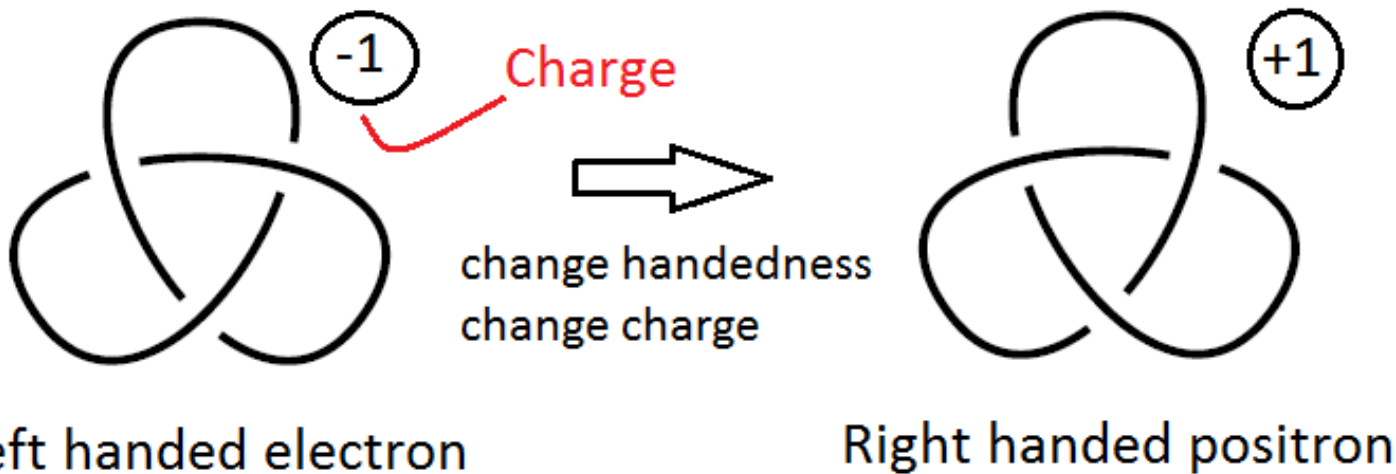 -1
Charge
+1
change handedness
change charge
eft handed electron
Right handed positron